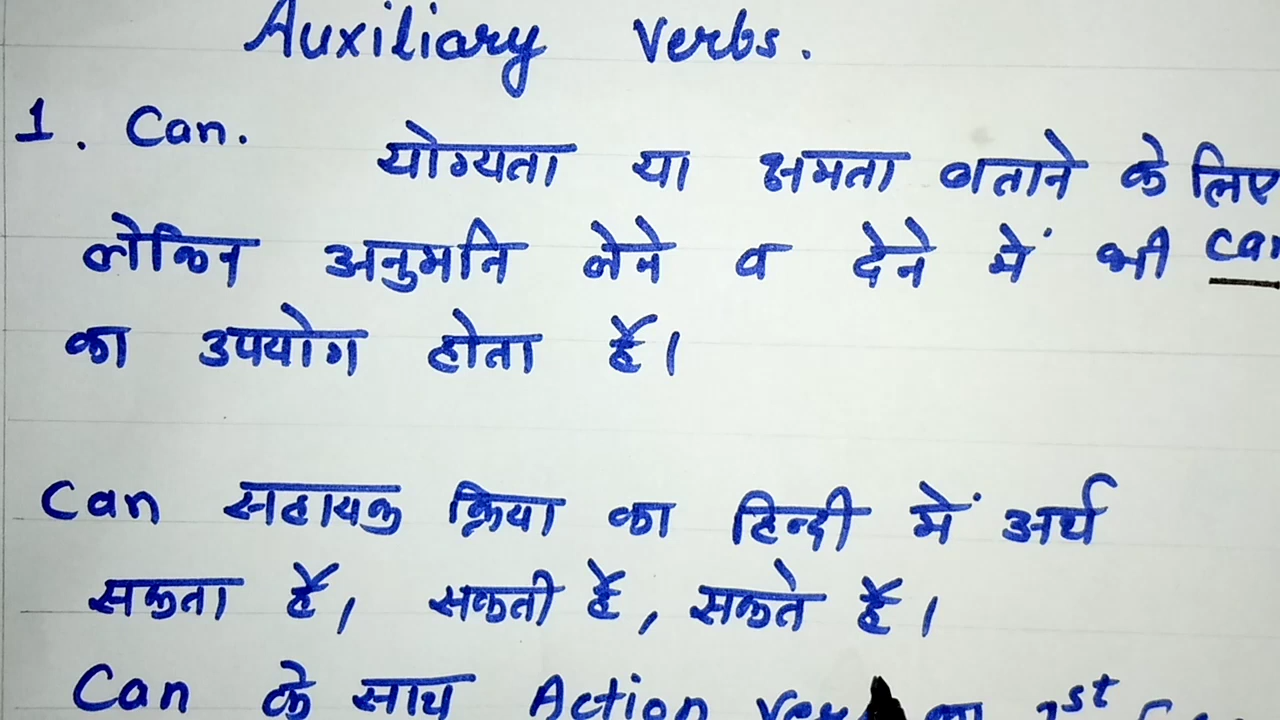 Auxiliary Verbs.
1. Can.
योग्यता या क्षमता बताने के लिए
लेकिन अनुमति लेने व देने में भी can
का उपयोग होता है।
Can सहायक क्रिया का हिन्दी में अर्थ
सकता है, सकती है, सकते हैं।
Can के साथ Action का 1st